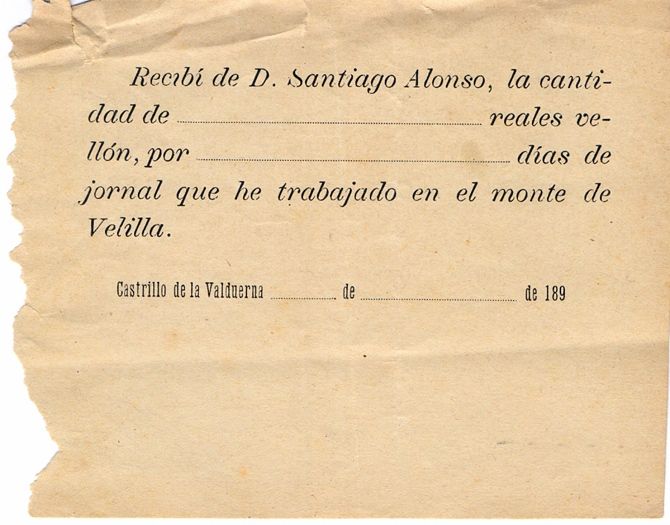 Recibí de D. Santiago Alonso, la canti-
dad de ........................ reales ve-
llón, por ........................ días de
jornal que he trabajado en el monte de
Velilla.
Castrillo de la Valduerna ............ de ........................ de 189